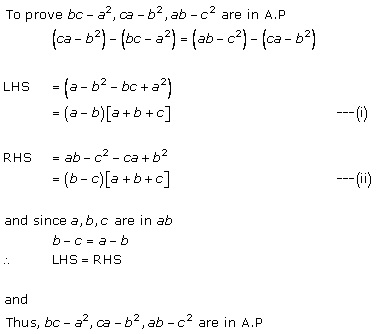 To prove bc – a², ca – b², ab – c² are in A.P
(ca – b²) – (bc – a²) = (ab – c²) – (ca – b²)
LHS = (a – b² – bc + a²)
= (a – b)[a + b + c] ---(i)
RHS = ab – c² – ca + b²
= (b – c)[a + b + c] ---(ii)
and since a, b, c are in ab
b – c = a – b
∴ LHS = RHS
and
Thus, bc – a², ca – b², ab – c² are in A.P